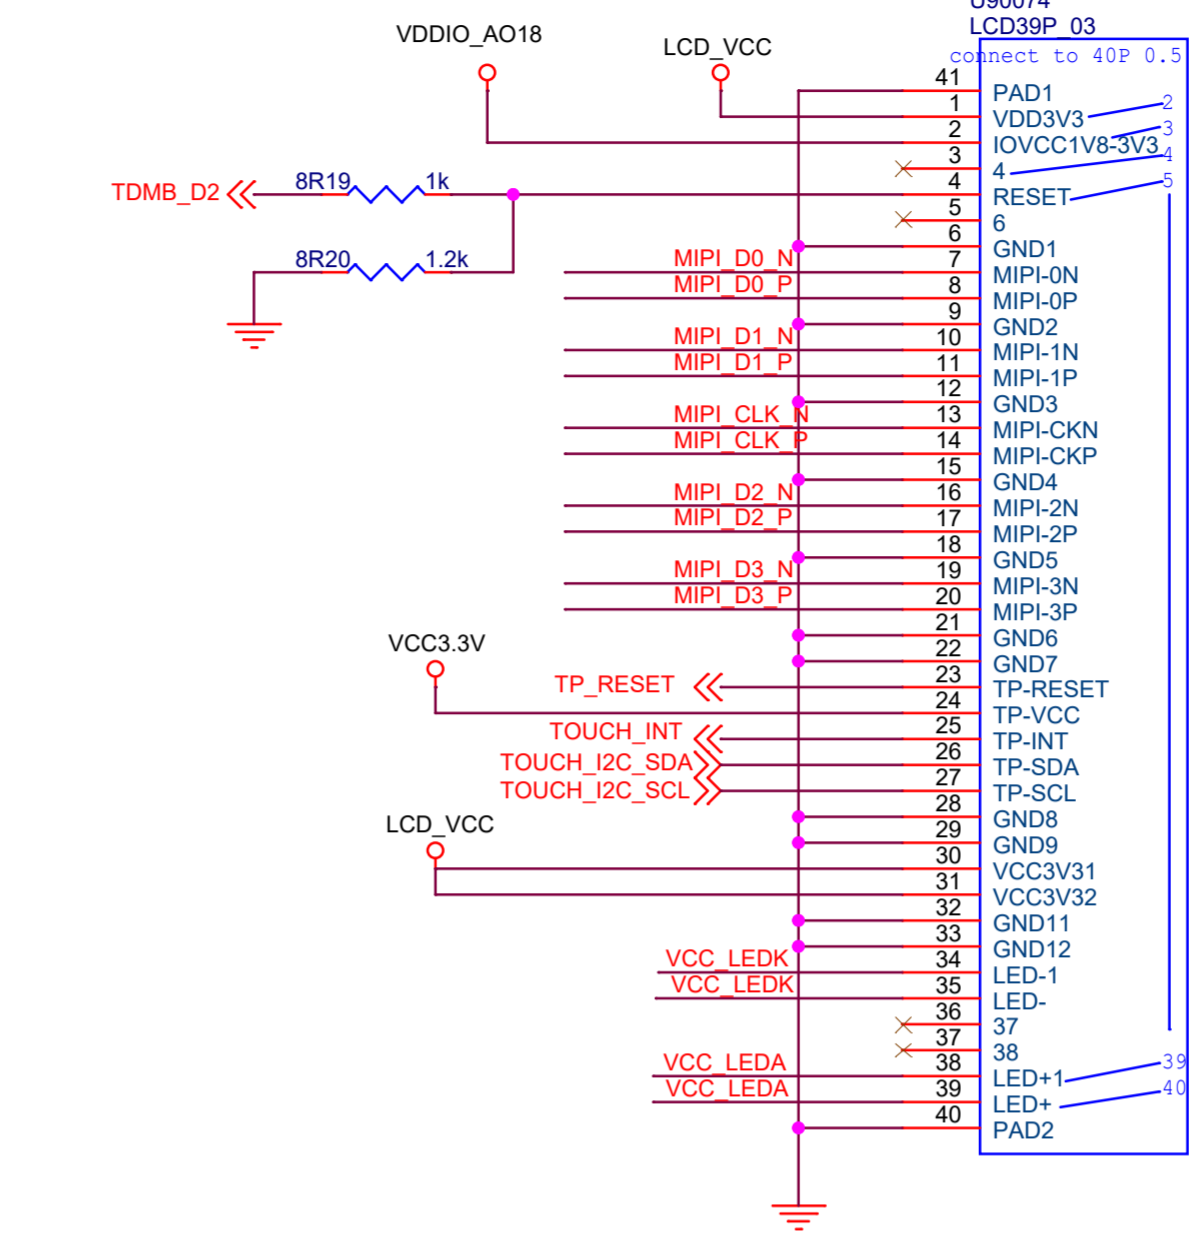 U90074
LCD39P_03
VDDIO_AO18
LCD_VCC
connect to 40P 0.5
41 PAD1
1 VDD3V3 2
2 IOVCC1V8-3V3 3
3 4 4
TDMB_D2 8R19 1k 4 RESET 5
5 6
6 GND1
8R20 1.2k MIPI_D0_N 7 MIPI-0N
MIPI_D0_P 8 MIPI-0P
9 GND2
MIPI_D1_N 10 MIPI-1N
MIPI_D1_P 11 MIPI-1P
12 GND3
MIPI_CLK_N 13 MIPI-CKN
MIPI_CLK_P 14 MIPI-CKP
15 GND4
MIPI_D2_N 16 MIPI-2N
MIPI_D2_P 17 MIPI-2P
18 GND5
MIPI_D3_N 19 MIPI-3N
MIPI_D3_P 20 MIPI-3P
21 GND6
VCC3.3V
22 GND7
TP_RESET 23 TP-RESET
24 TP-VCC
TOUCH_INT 25 TP-INT
TOUCH_I2C_SDA 26 TP-SDA
TOUCH_I2C_SCL 27 TP-SCL
28 GND8
LCD_VCC
29 GND9
30 VCC3V31
31 VCC3V32
32 GND11
33 GND12
VCC_LEDK 34 LED-1
VCC_LEDK 35 LED-
36 37
37 38
VCC_LEDA 38 LED+1 39
VCC_LEDA 39 LED+ 40
40 PAD2